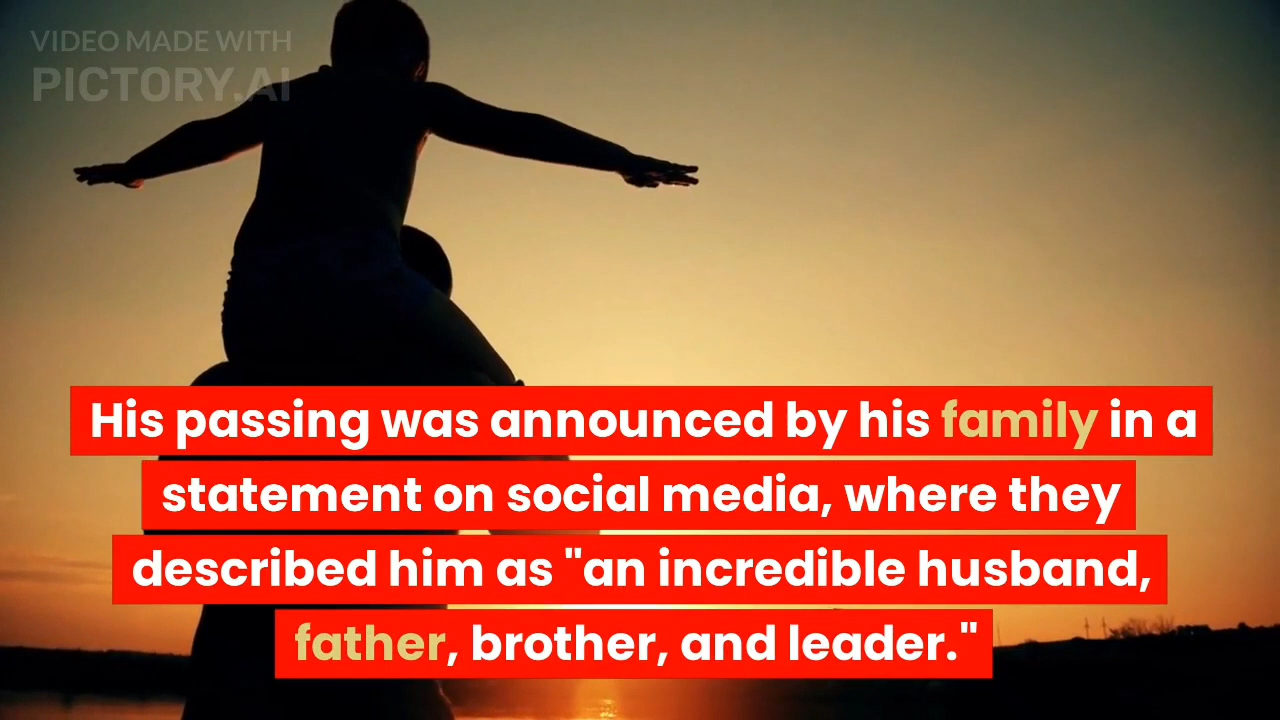 VIDEO MADE WITH
PICTORY.AI
His passing was announced by his family in a
statement on social media, where they
described him as "an incredible husband,
father, brother, and leader."